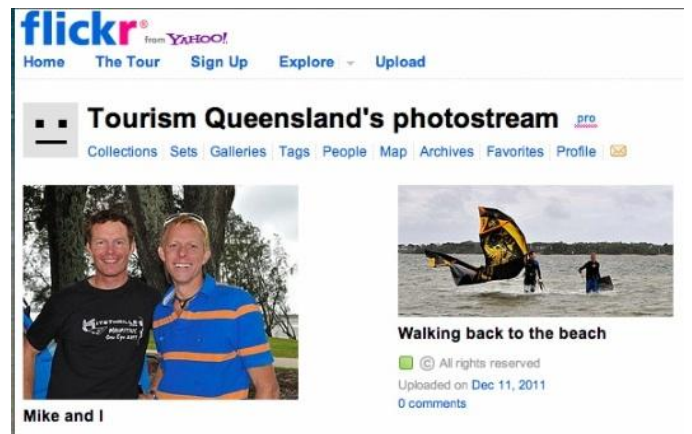 flickr® from YAHOO!
Home The Tour Sign Up Explore Upload
Tourism Queensland's photostream pro
Collections Sets Galleries Tags People Map Archives Favorites Profile
Walking back to the beach
© All rights reserved
Uploaded on Dec 11, 2011
0 comments
Mike and I